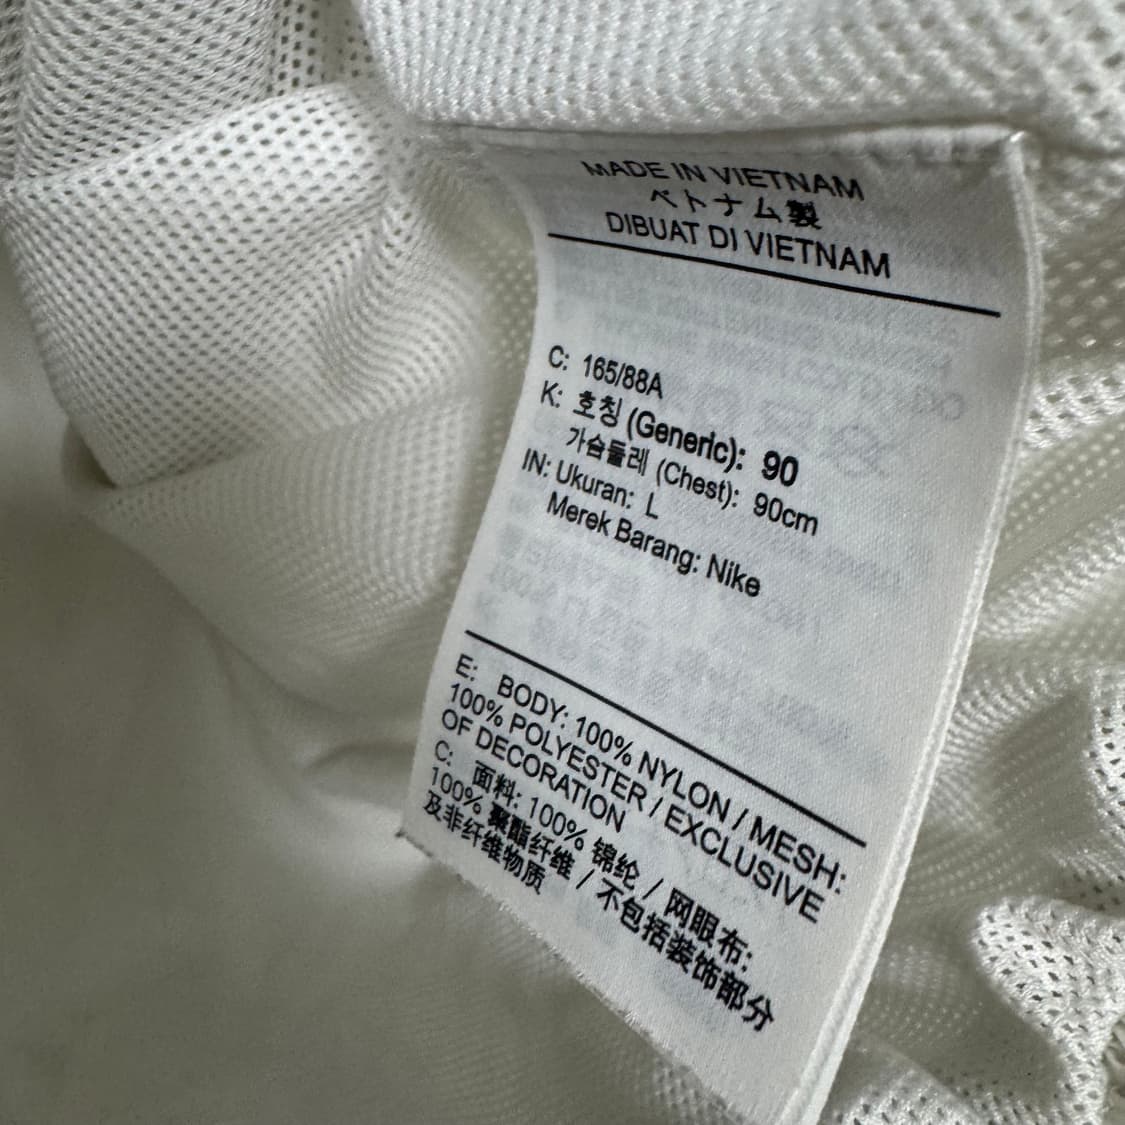 MADE IN VIETNAM
ベトナム製
DIBUAT DI VIETNAM
C: 165/88A
K: 호칭 (Generic): 90
가슴둘레 (Chest): 90cm
IN: Ukuran: L
Merek Barang: Nike
E: BODY: 100% NYLON / MESH:
100% POLYESTER / EXCLUSIVE
OF DECORATION
C: 面料: 100% 锦纶 / 网眼布:
100% 聚酯纤维 / 不包括装饰部分
及非纤维物质